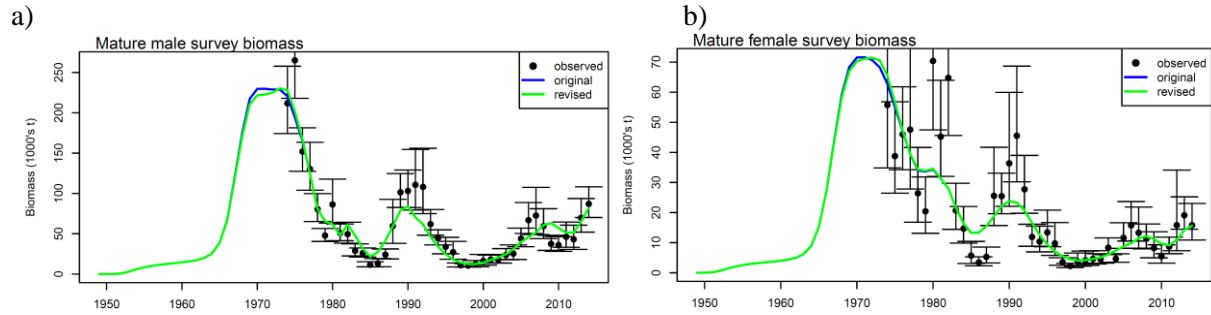 a)
Mature male survey biomass
observed
original
revised
Biomass (1000's t)
250
200
150
100
50
0
1950 1960 1970 1980 1990 2000 2010
b)
Mature female survey biomass
observed
original
revised
Biomass (1000's t)
70
60
50
40
30
20
10
0
1950 1960 1970 1980 1990 2000 2010